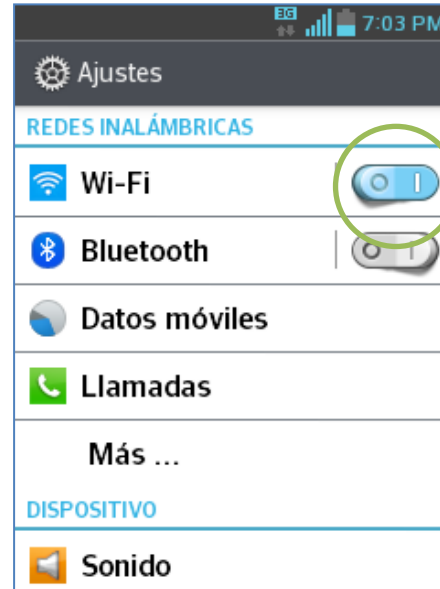 3G 7:03 PM
Ajustes
REDES INALÁMBRICAS
Wi-Fi
Bluetooth
Datos móviles
Llamadas
Más ...
DISPOSITIVO
Sonido